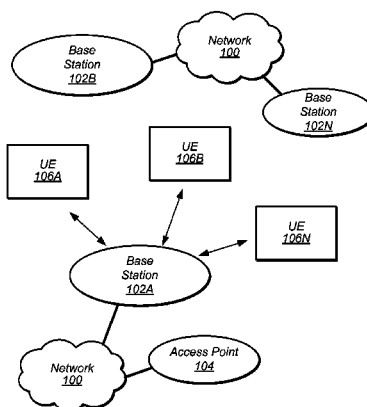 Network
100
Base
Station
102B
Base
Station
102N
UE
106A
UE
106B
UE
106N
Base
Station
102A
Network
100
Access Point
104